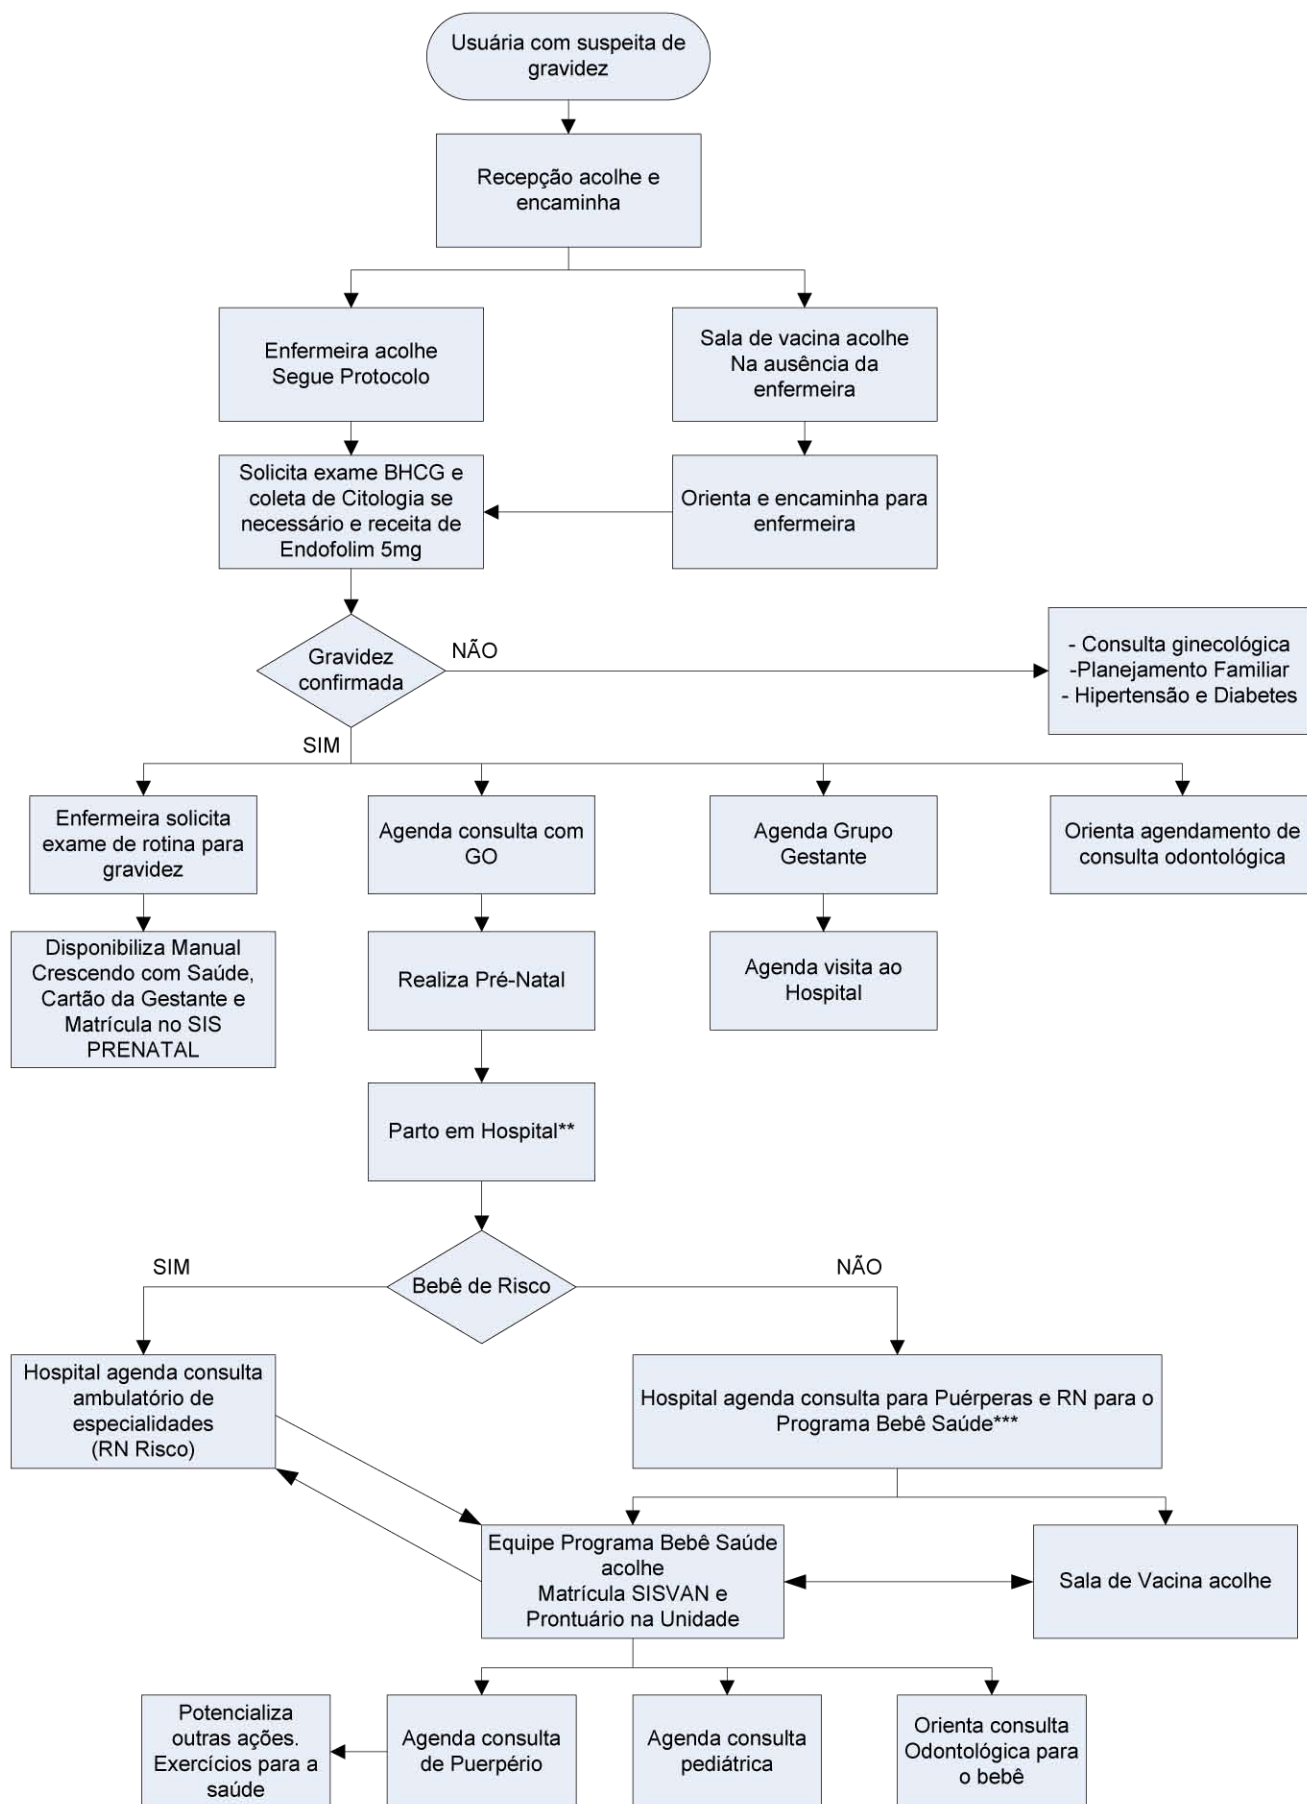 Usuária com suspeita de
gravidez
Recepção acolhe e
encaminha
Enfermeira acolhe
Segue Protocolo
Sala de vacina acolhe
Na ausência da
enfermeira
Solicita exame BHCG e
coleta de Citologia se
necessário e receita de
Endofolim 5mg
Orienta e encaminha para
enfermeira
Gravidez
confirmada
NÃO
- Consulta ginecológica
-Planejamento Familiar
- Hipertensão e Diabetes
SIM
Enfermeira solicita
exame de rotina para
gravidez
Agenda consulta com
GO
Agenda Grupo
Gestante
Orienta agendamento de
consulta odontológica
Disponibiliza Manual
Crescendo com Saúde,
Cartão da Gestante e
Matrícula no SIS
PRENATAL
Realiza Pré-Natal
Agenda visita ao
Hospital
Parto em Hospital**
Bebê de Risco
SIM
NÃO
Hospital agenda consulta
ambulatório de
especialidades
(RN Risco)
Hospital agenda consulta para Puérperas e RN para o
Programa Bebê Saúde***
Equipe Programa Bebê Saúde
acolhe
Matrícula SISVAN e
Prontuário na Unidade
Sala de Vacina acolhe
Potencializa
outras ações.
Exercícios para a
saúde
Agenda consulta
de Puerpério
Agenda consulta
pediátrica
Orienta consulta
Odontológica para
o bebê